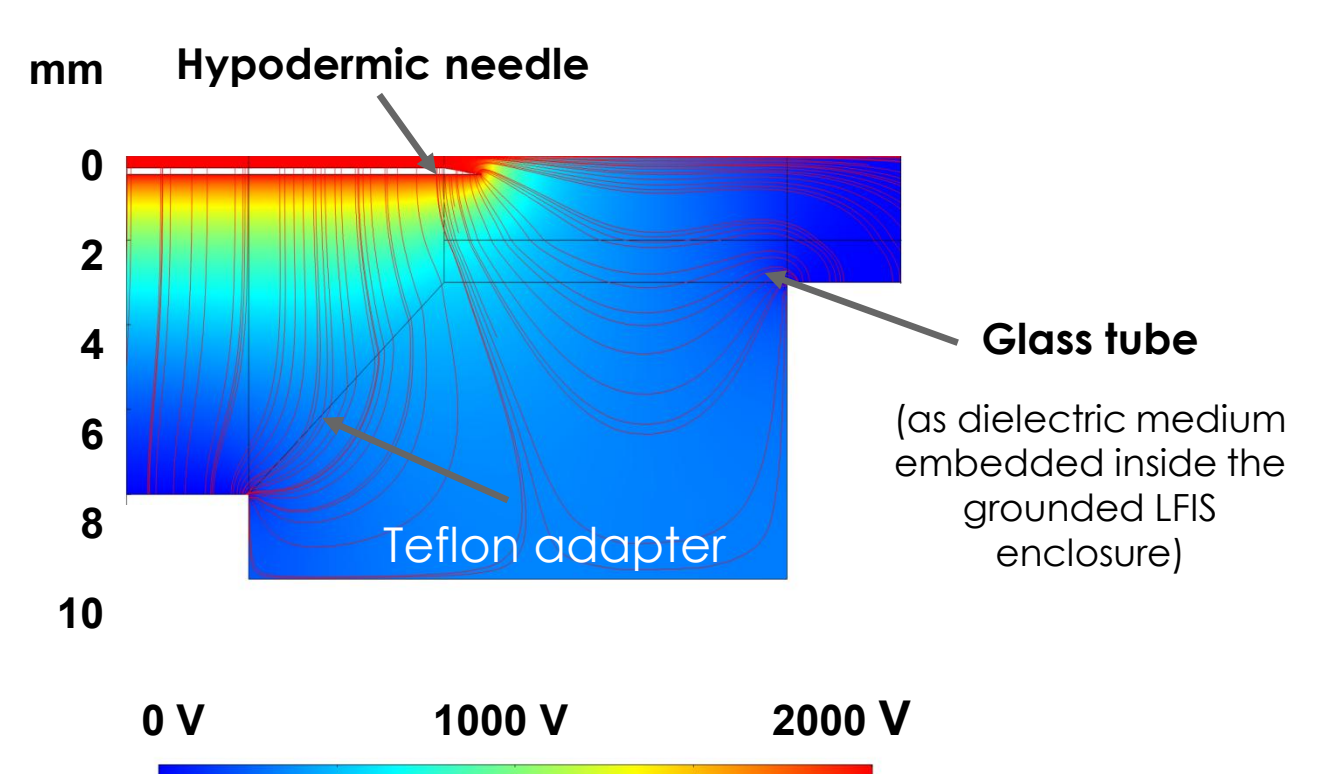 mm
Hypodermic needle
0
2
4
6
8
10
Glass tube
(as dielectric medium
embedded inside the
grounded LFIS
enclosure)
Teflon adapter
0 V
1000 V
2000 V